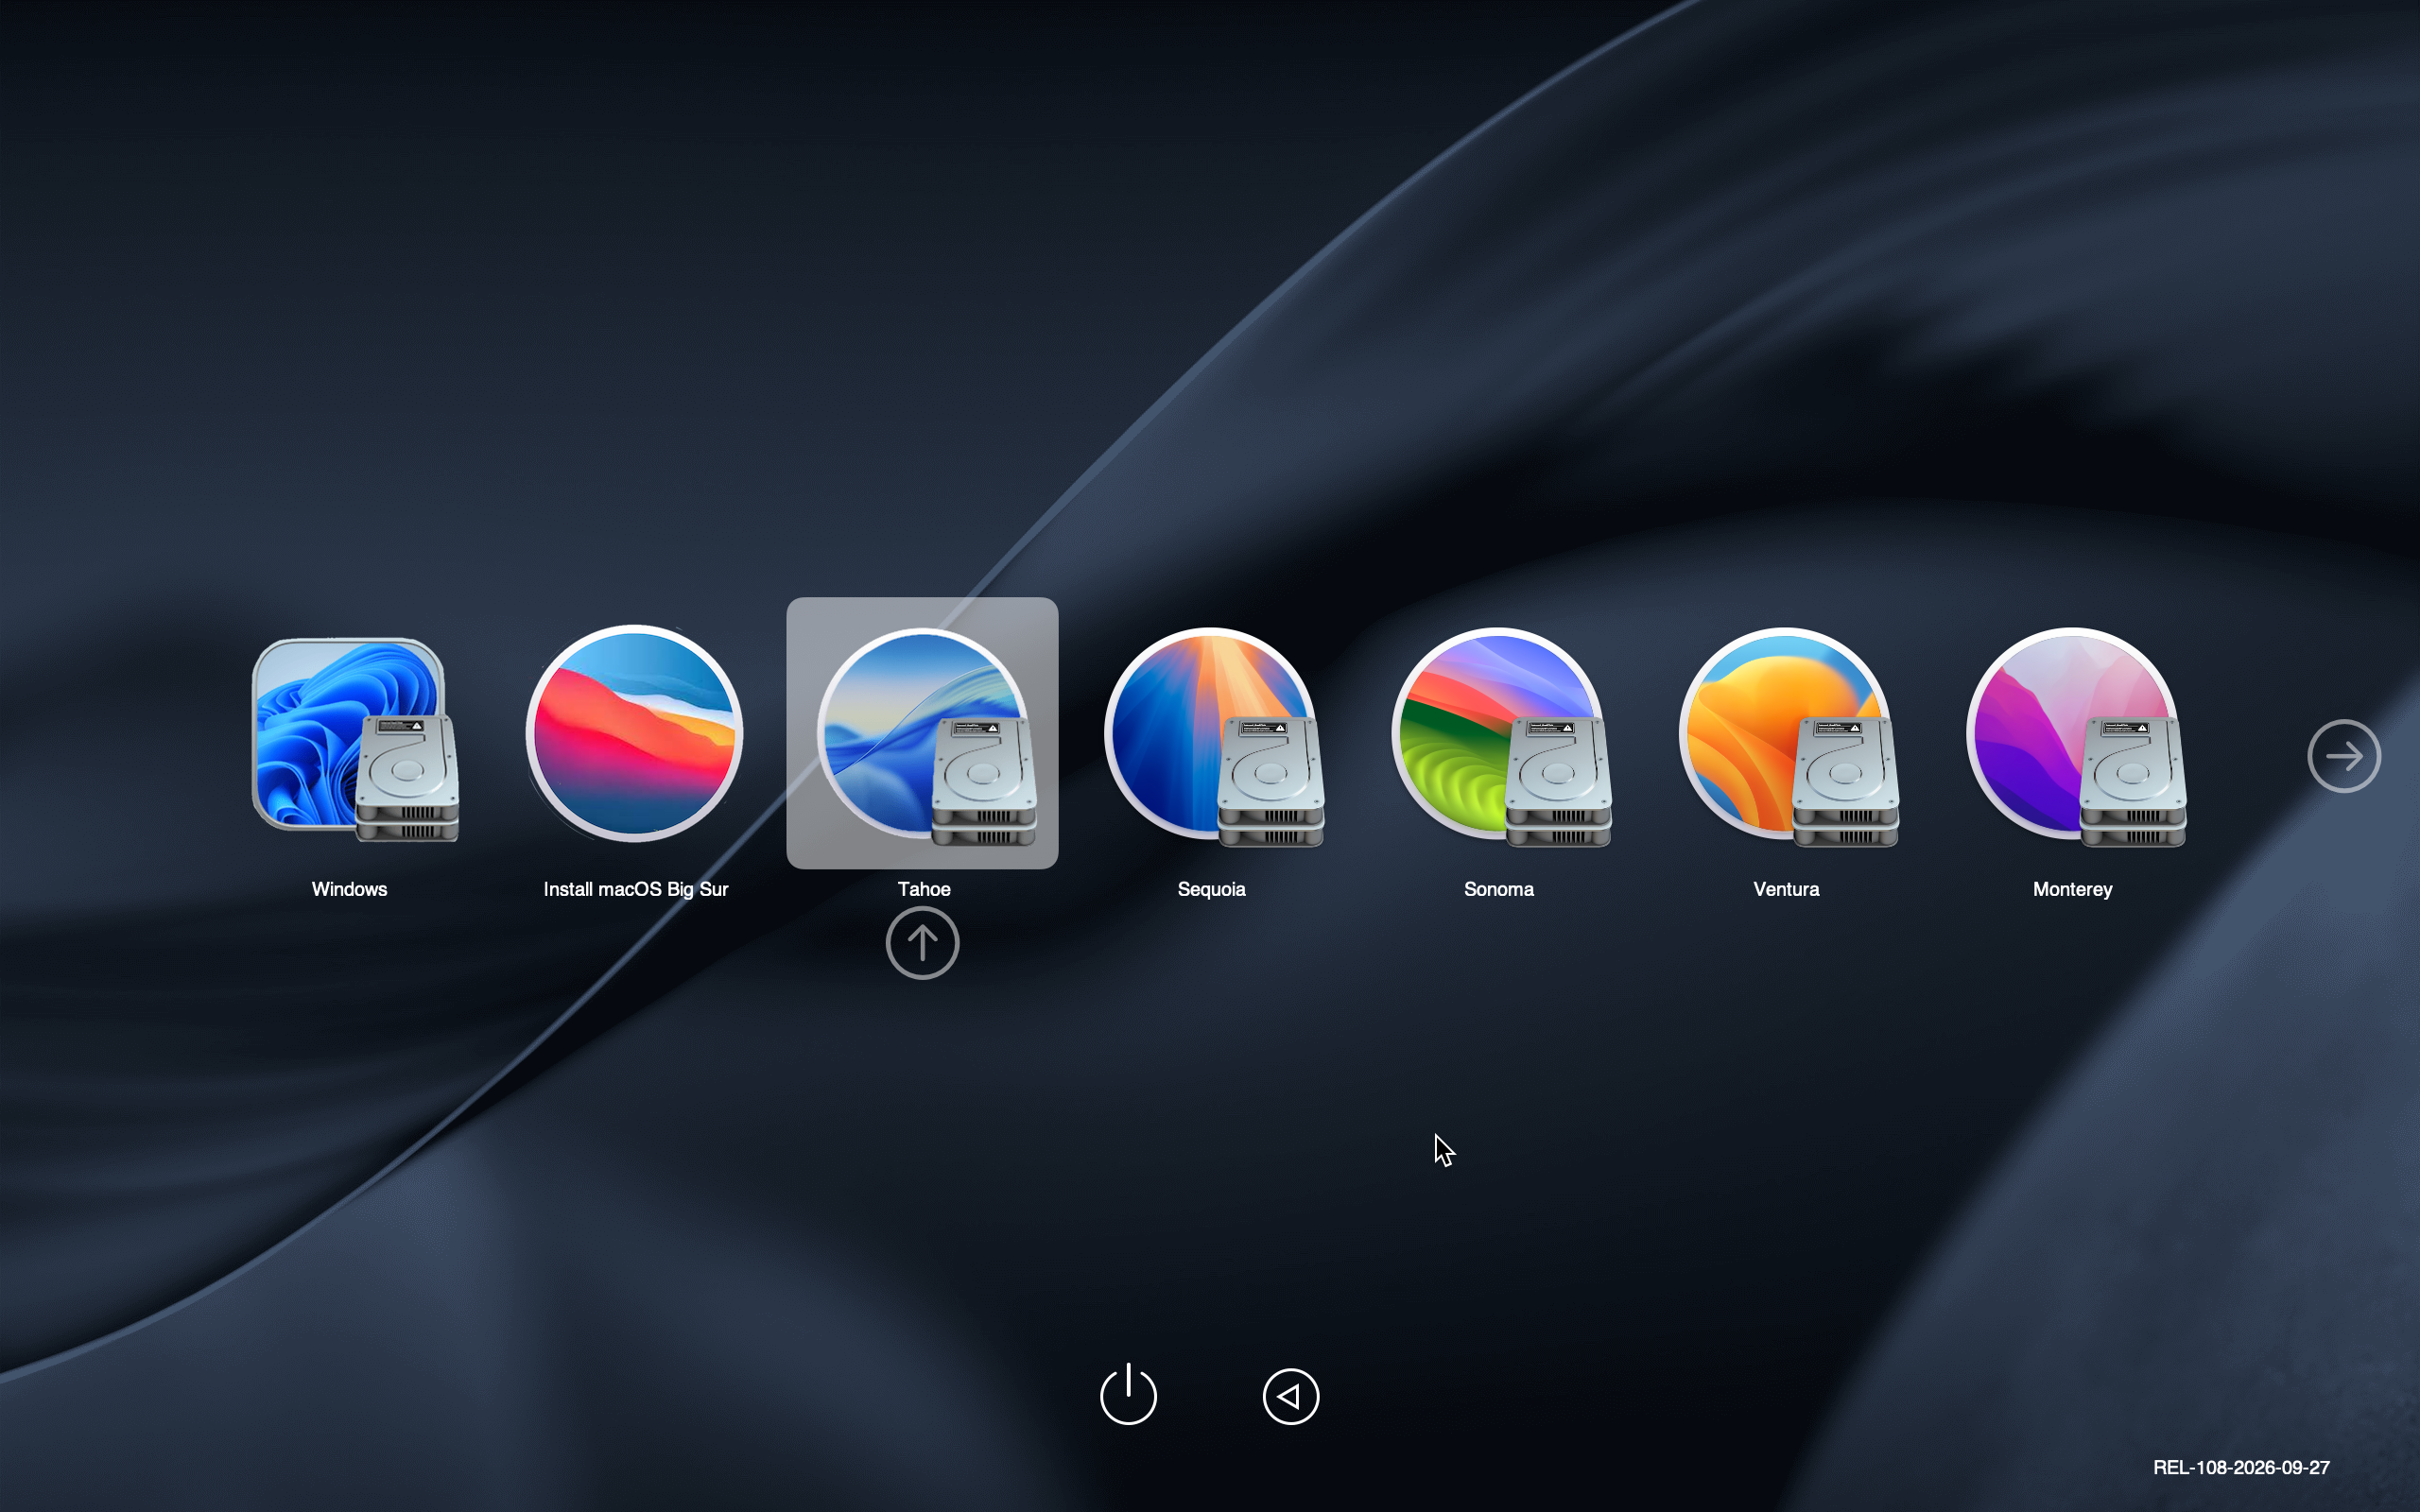 Windows
Install macOS Big Sur
Tahoe
Sequoia
Sonoma
Ventura
Monterey
REL-108-2026-09-27